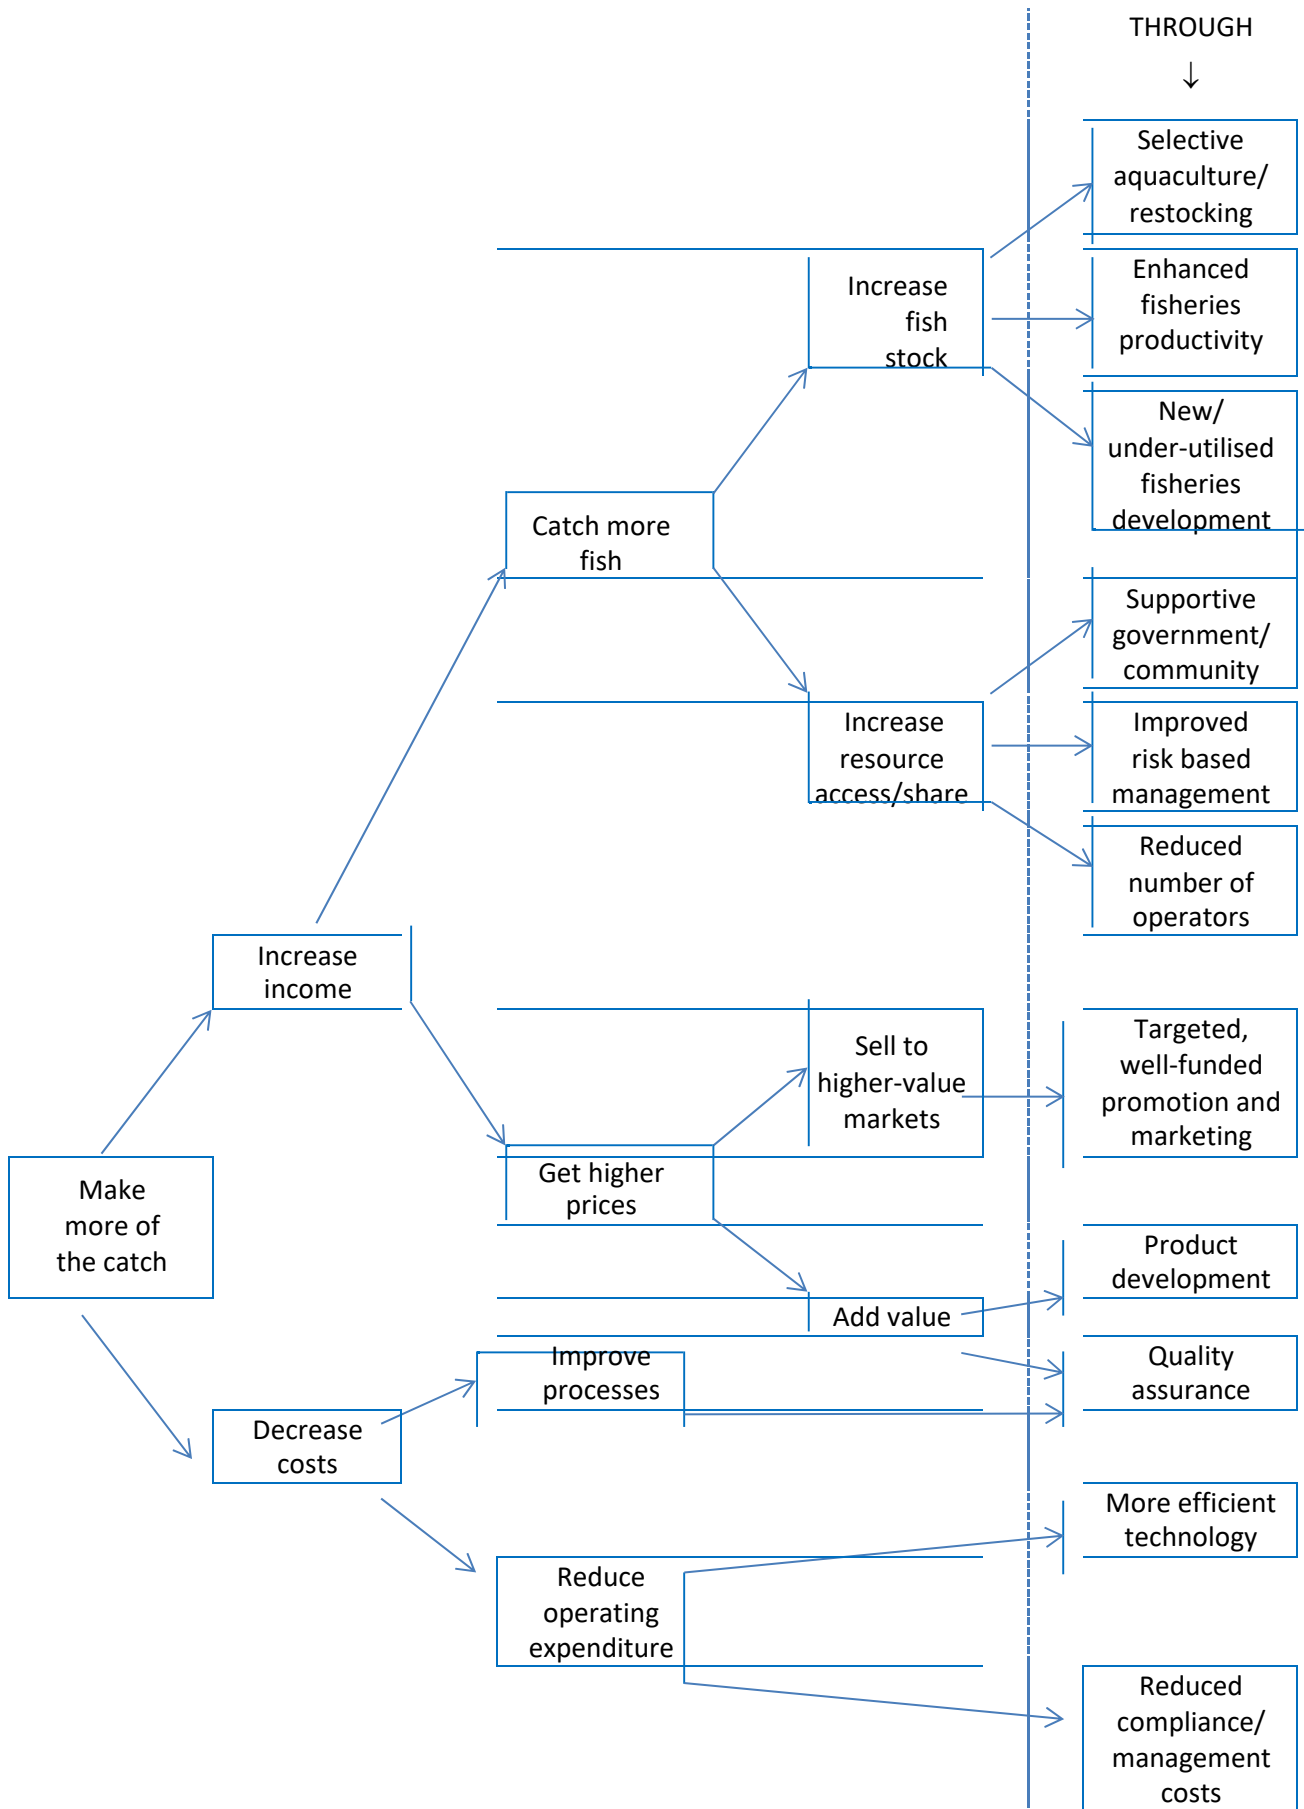 THROUGH
↓
Selective
aquaculture/
restocking
Increase
fish
stock
Enhanced
fisheries
productivity
New/
under-utilised
fisheries
development
Catch more
fish
Supportive
government/
community
Increase
resource
access/share
Improved
risk based
management
Reduced
number of
operators
Increase
income
Sell to
higher-value
markets
Targeted,
well-funded
promotion and
marketing
Get higher
prices
Make
more of
the catch
Product
development
Add value
Improve
processes
Quality
assurance
Decrease
costs
More efficient
technology
Reduce
operating
expenditure
Reduced
compliance/
management
costs